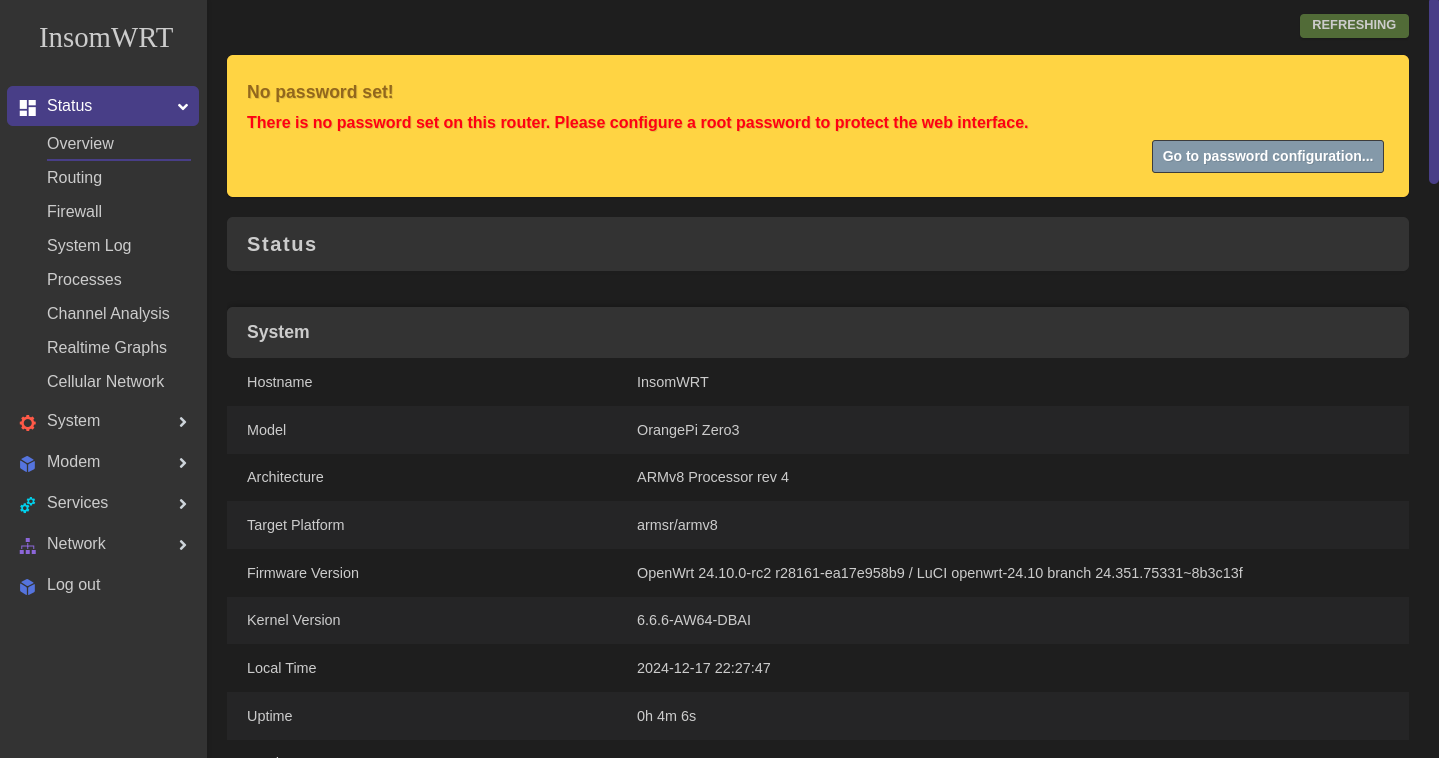 InsomWRT
Status
Overview
Routing
Firewall
System Log
Processes
Channel Analysis
Realtime Graphs
Cellular Network
System
Modem
Services
Network
Log out
REFRESHING
No password set!
There is no password set on this router. Please configure a root password to protect the web interface.
Go to password configuration...
Status
System
Hostname InsomWRT
Model OrangePi Zero3
Architecture ARMv8 Processor rev 4
Target Platform armsr/armv8
Firmware Version OpenWrt 24.10.0-rc2 r28161-ea17e958b9 / LuCI openwrt-24.10 branch 24.351.75331~8b3c13f
Kernel Version 6.6.6-AW64-DBAI
Local Time 2024-12-17 22:27:47
Uptime 0h 4m 6s